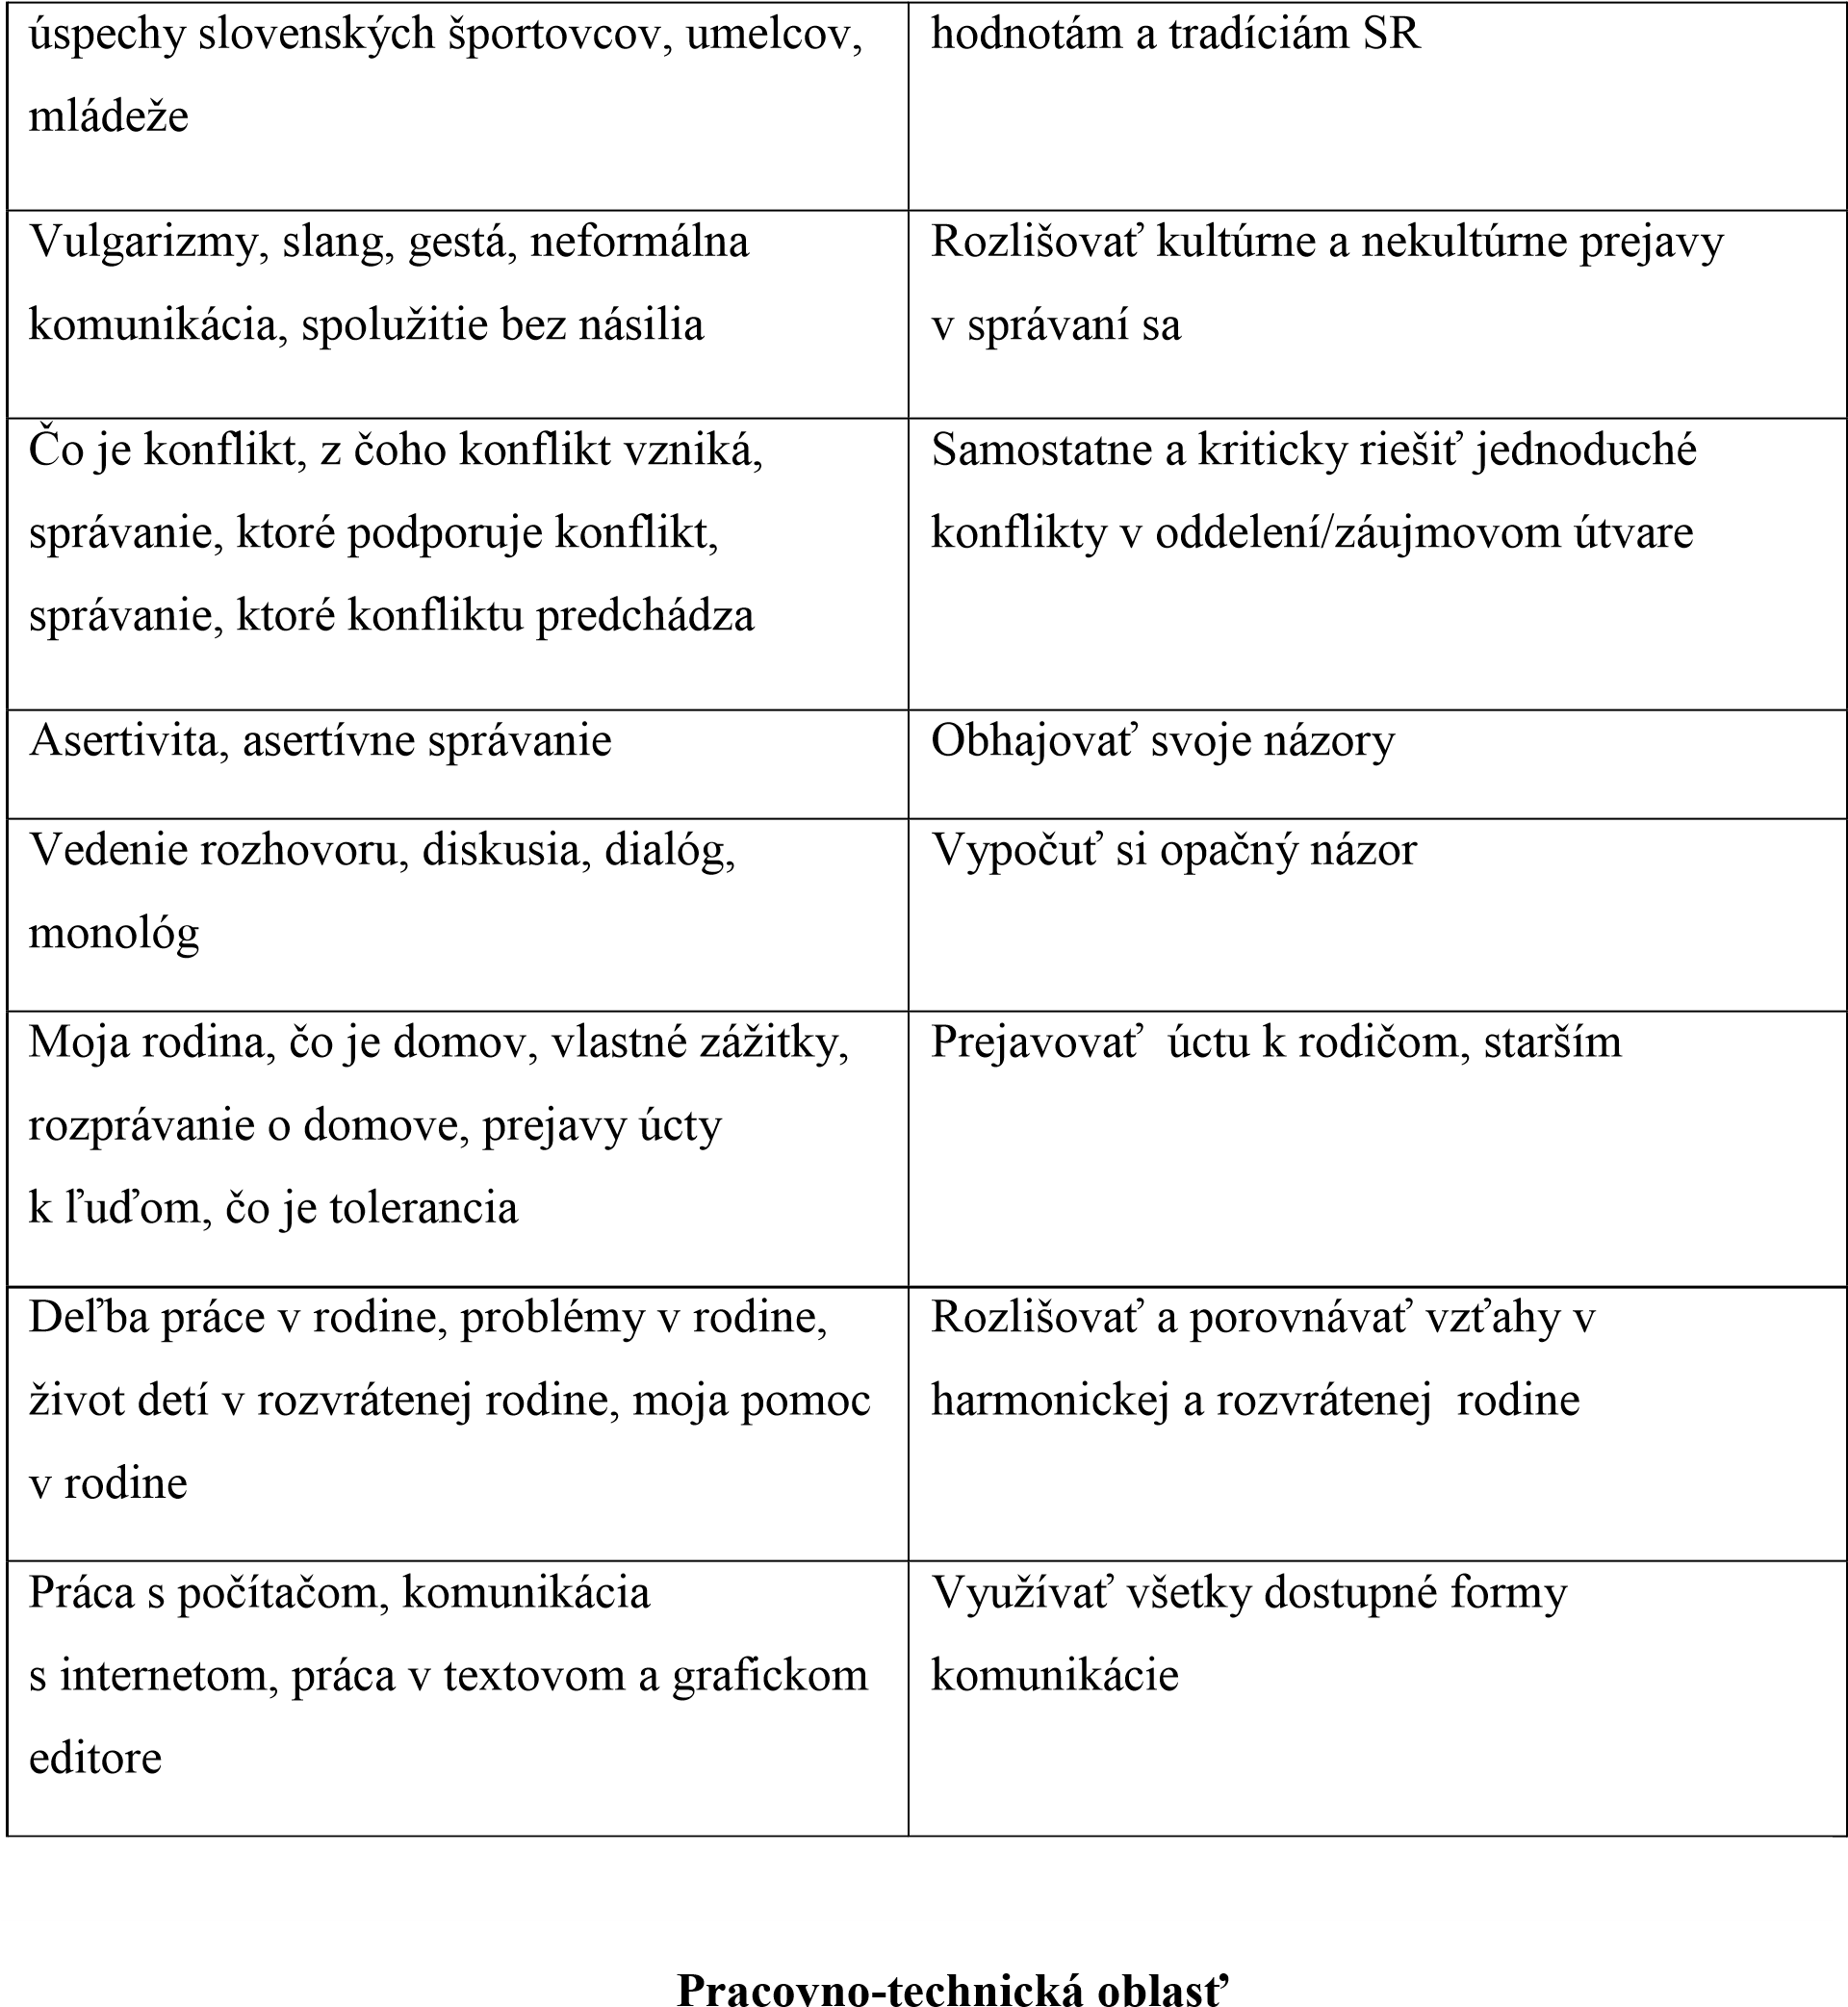 úspechy slovenských športovcov, umelcov,
mládeže
hodnotám a tradíciám SR
Vulgarizmy, slang, gestá, neformálna
komunikácia, spolužitie bez násilia
Rozlišovať kultúrne a nekultúrne prejavy
v správaní sa
Čo je konflikt, z čoho konflikt vzniká,
správanie, ktoré podporuje konflikt,
správanie, ktoré konfliktu predchádza
Samostatne a kriticky riešiť jednoduché
konflikty v oddelení/záujmovom útvare
Asertivita, asertívne správanie
Obhajovať svoje názory
Vedenie rozhovoru, diskusia, dialóg,
monológ
Vypočuť si opačný názor
Moja rodina, čo je domov, vlastné zážitky,
rozprávanie o domove, prejavy úcty
k ľuďom, čo je tolerancia
Prejavovať  úctu k rodičom, starším
Deľba práce v rodine, problémy v rodine,
život detí v rozvrátenej rodine, moja pomoc
v rodine
Rozlišovať a porovnávať vzťahy v
harmonickej a rozvrátenej  rodine
Práca s počítačom, komunikácia
s internetom, práca v textovom a grafickom
editore
Využívať všetky dostupné formy
komunikácie
Pracovno-technická oblasť